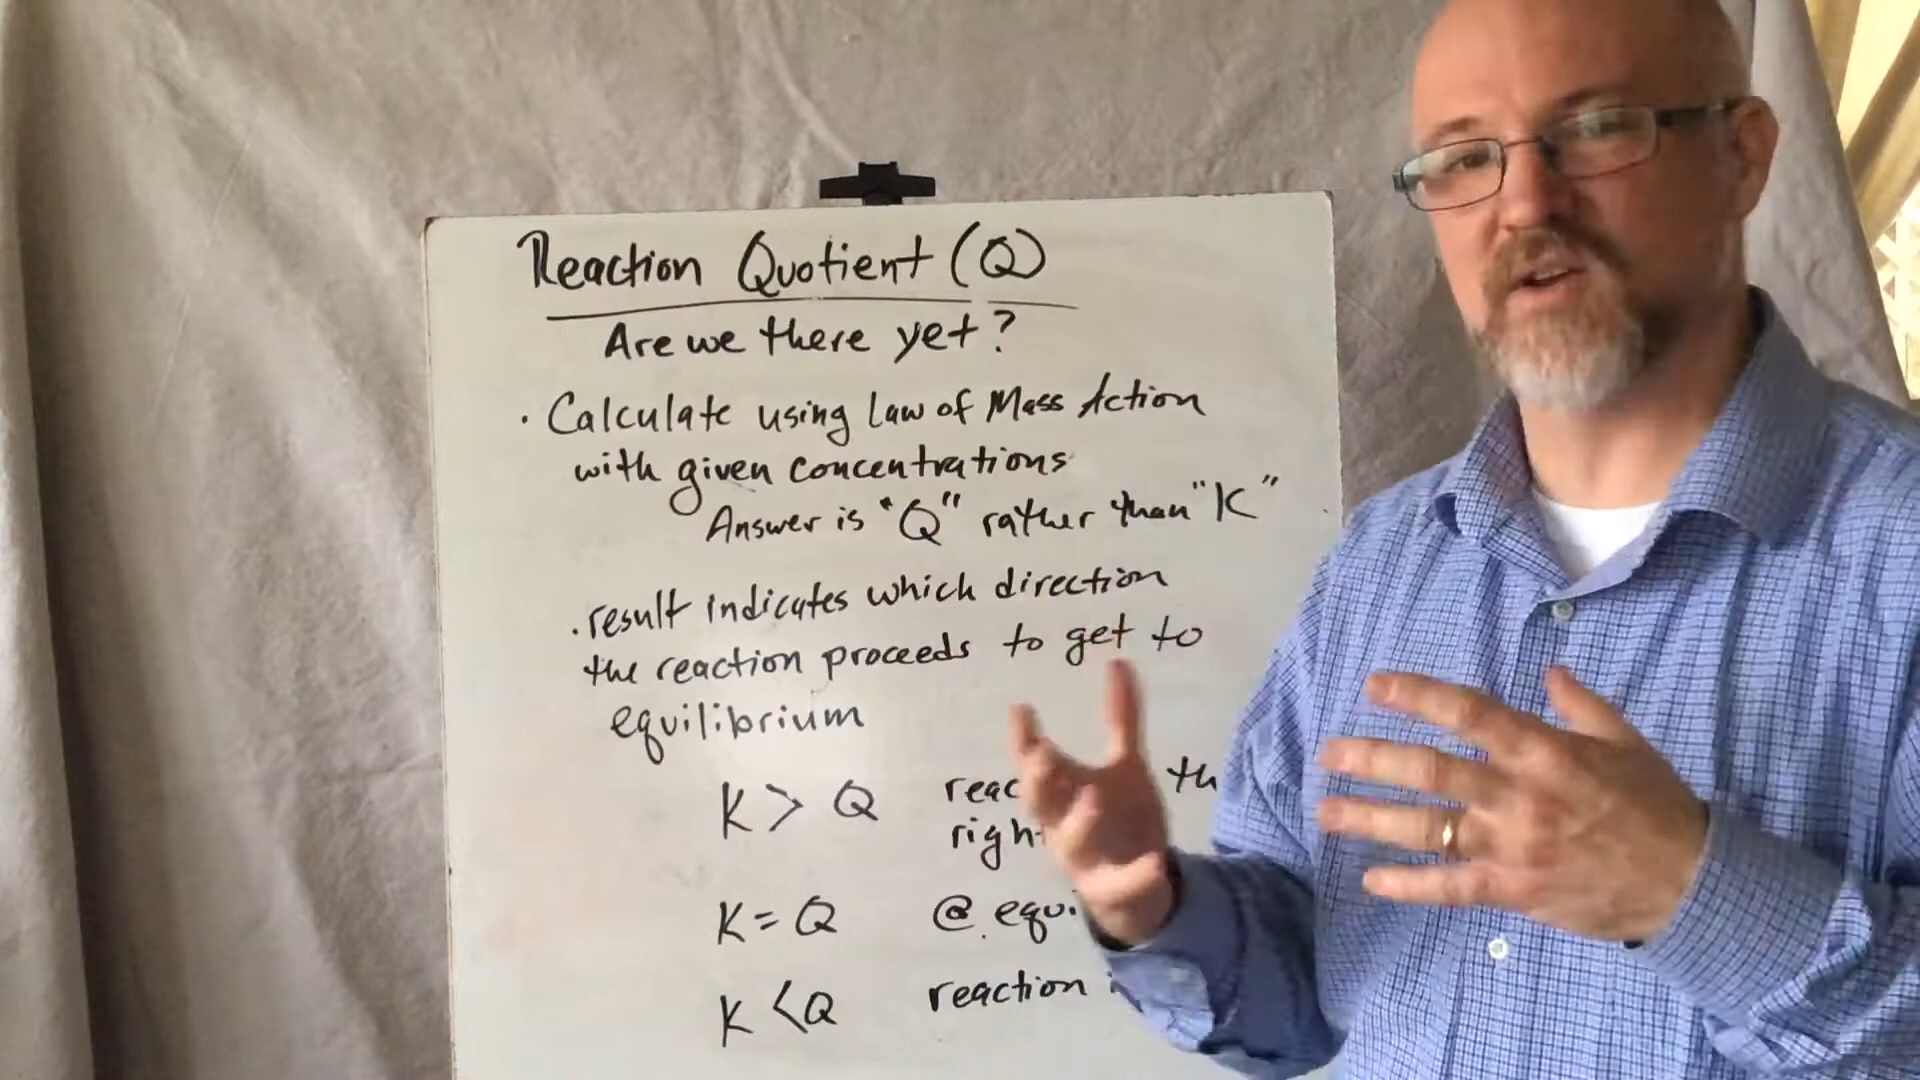 Reaction Quotient (Q)
Are we there yet?
· Calculate using Law of Mass Action
with given concentrations
Answer is "Q" rather than "K"
· result indicates which direction
the reaction proceeds to get to
equilibrium
K > Q
K = Q @
K < Q reaction